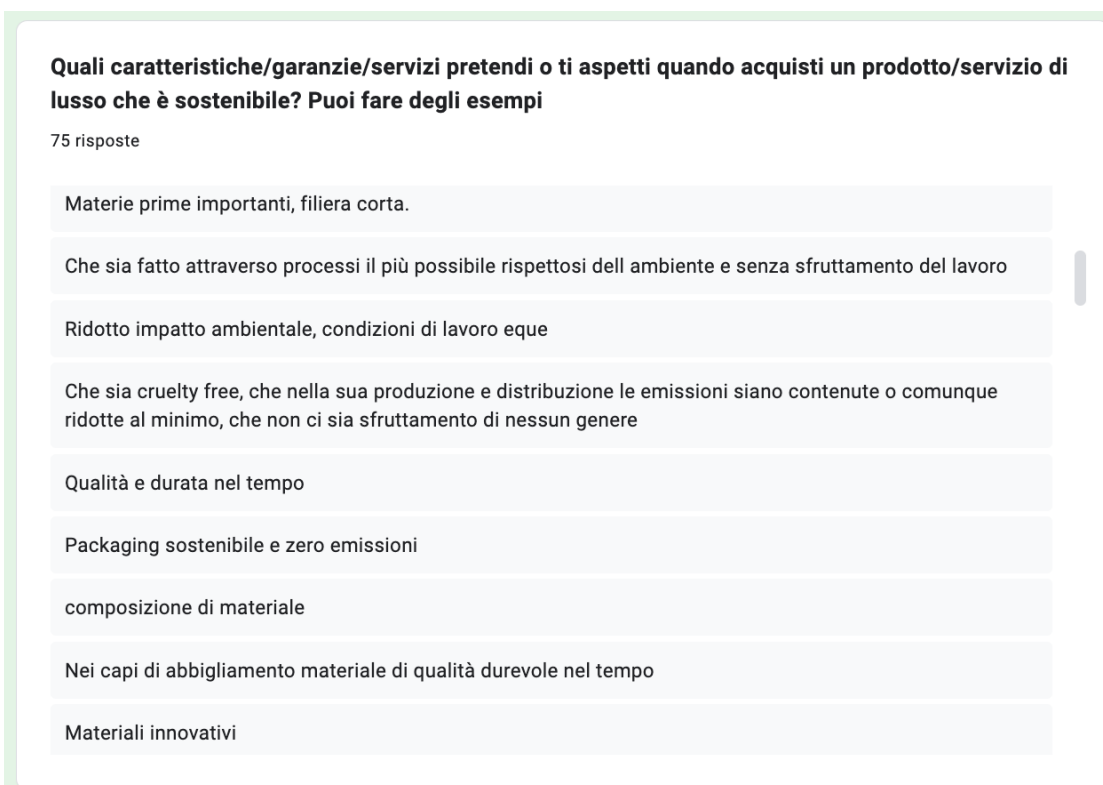 Quali caratteristiche/garanzie/servizi pretendi o ti aspetti quando acquisti un prodotto/servizio di
lusso che è sostenibile? Puoi fare degli esempi
75 risposte
Materie prime importanti, filiera corta.
Che sia fatto attraverso processi il più possibile rispettosi dell ambiente e senza sfruttamento del lavoro
Ridotto impatto ambientale, condizioni di lavoro eque
Che sia cruelty free, che nella sua produzione e distribuzione le emissioni siano contenute o comunque
ridotte al minimo, che non ci sia sfruttamento di nessun genere
Qualità e durata nel tempo
Packaging sostenibile e zero emissioni
composizione di materiale
Nei capi di abbigliamento materiale di qualità durevole nel tempo
Materiali innovativi